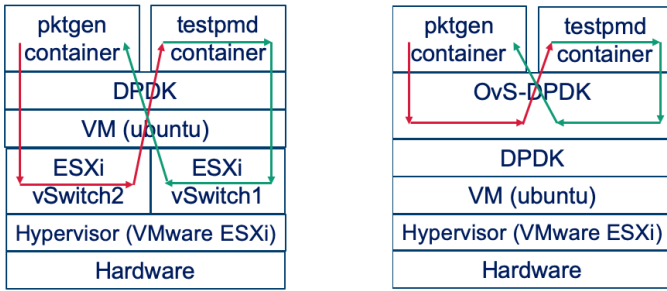 pktgen
container
testpmd
container
DPDK
VM (ubuntu)
ESXi
vSwitch2
ESXi
vSwitch1
Hypervisor (VMware ESXi)
Hardware
pktgen
container
testpmd
container
OvS-DPDK
DPDK
VM (ubuntu)
Hypervisor (VMware ESXi)
Hardware